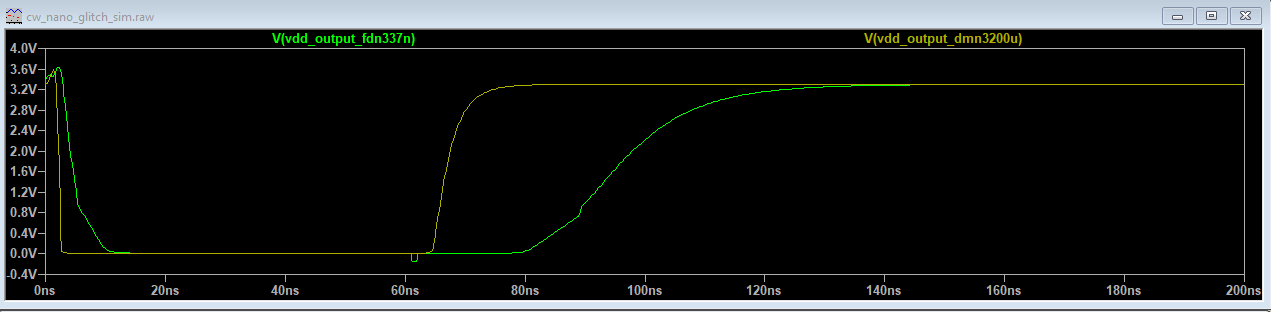 cw_nano_glitch_sim.raw
V(vdd_output_fdn337n) V(vdd_output_dmn3200u)
4.0V
3.6V
3.2V
2.8V
2.4V
2.0V
1.6V
1.2V
0.8V
0.4V
0.0V
-0.4V
0ns 20ns 40ns 60ns 80ns 100ns 120ns 140ns 160ns 180ns 200ns